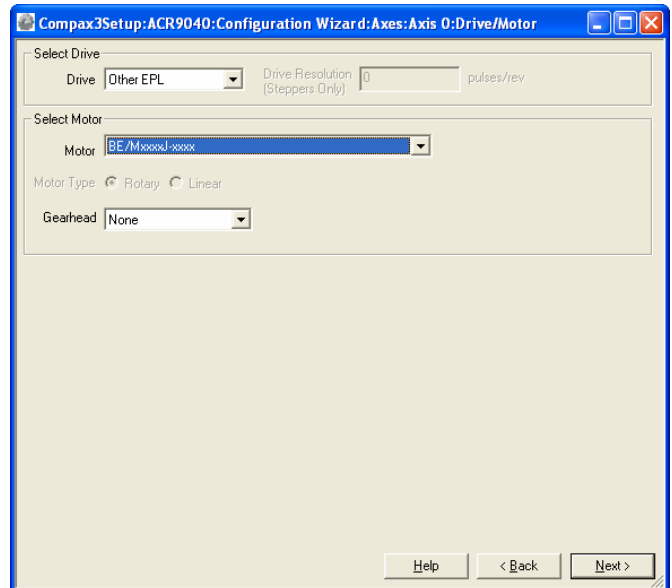 Compax3Setup:ACR9040:Configuration Wizard:Axes:Axis 0:Drive/Motor
Select Drive
Drive Other EPL Drive Resolution (Steppers Only) 0 pulses/rev
Select Motor
Motor BE/MxxxxJ-xxxx
Motor Type Rotary Linear
Gearhead None
Help < Back Next >